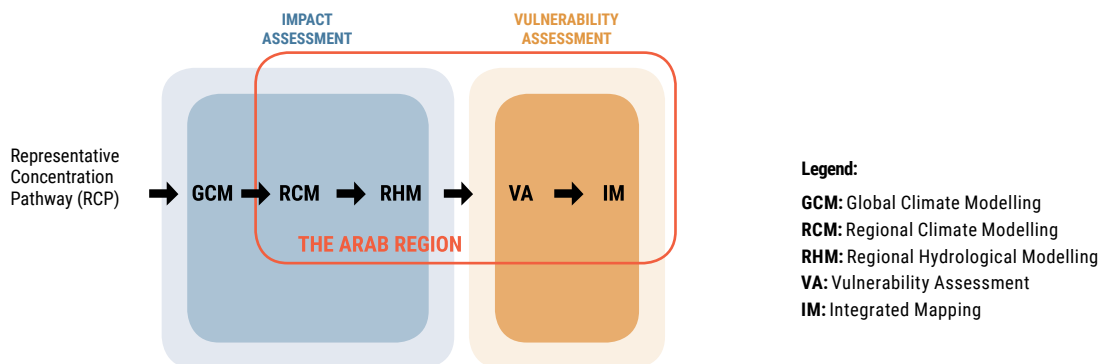 IMPACT
ASSESSMENT
VULNERABILITY
ASSESSMENT
Representative
Concentration
Pathway (RCP)
GCM
RCM
RHM
VA
IM
THE ARAB REGION
Legend:
GCM: Global Climate Modelling
RCM: Regional Climate Modelling
RHM: Regional Hydrological Modelling
VA: Vulnerability Assessment
IM: Integrated Mapping